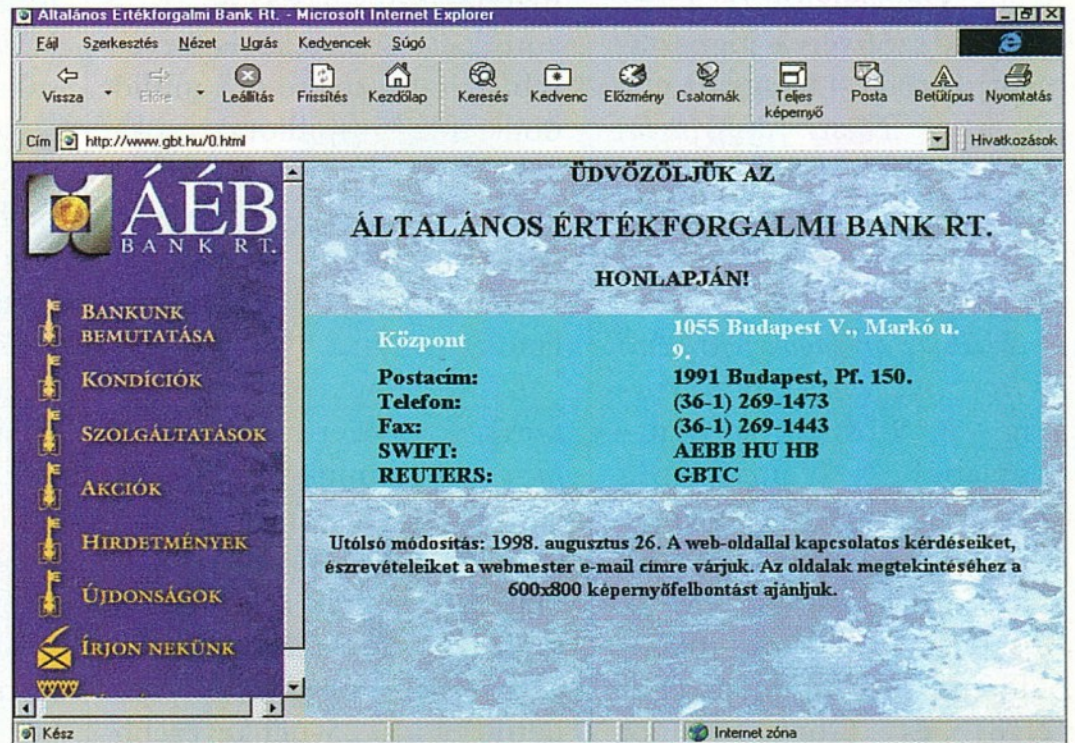 Általános Értékforgalmi Bank Rt. - Microsoft Internet Explorer
Fájl Szerkesztés Nézet Ugrás Kedvencek Súgó
Vissza Előre Leállítás Frissítés Kezdőlap Keresés Kedvenc Előzmény Csatornák Teljes képernyő Posta Betűtípus Nyomtatás
Cím http://www.gbt.hu/0.html Hivatkozások
ÁÉB
BANK RT.
BANKUNK
BEMUTATÁSA
KONDÍCIÓK
SZOLGÁLTATÁSOK
AKCIÓK
HIRDETMÉNYEK
ÚJDONSÁGOK
ÍRJON NEKÜNK
ÜDVÖZÖLJÜK AZ
ÁLTALÁNOS ÉRTÉKFORGALMI BANK RT.
HONLAPJÁN!
Központ 1055 Budapest V., Markó u.
9.
Postacím: 1991 Budapest, Pf. 150.
Telefon: (36-1) 269-1473
Fax: (36-1) 269-1443
SWIFT: AEBB HU HB
REUTERS: GBTC
Utólsó módosítás: 1998. augusztus 26. A web-oldallal kapcsolatos kérdéseiket,
észrevételeiket a webmester e-mail címre várjuk. Az oldalak megtekintéséhez a
600x800 képernyőfelbontást ajánljuk.
Kész Internet zóna